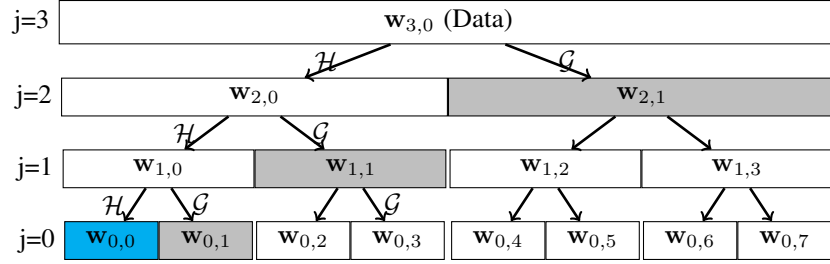 j=3 w3,0 (Data)
H G
j=2 w2,0 w2,1
H G
j=1 w1,0 w1,1 w1,2 w1,3
H G G
j=0 w0,0 w0,1 w0,2 w0,3 w0,4 w0,5 w0,6 w0,7